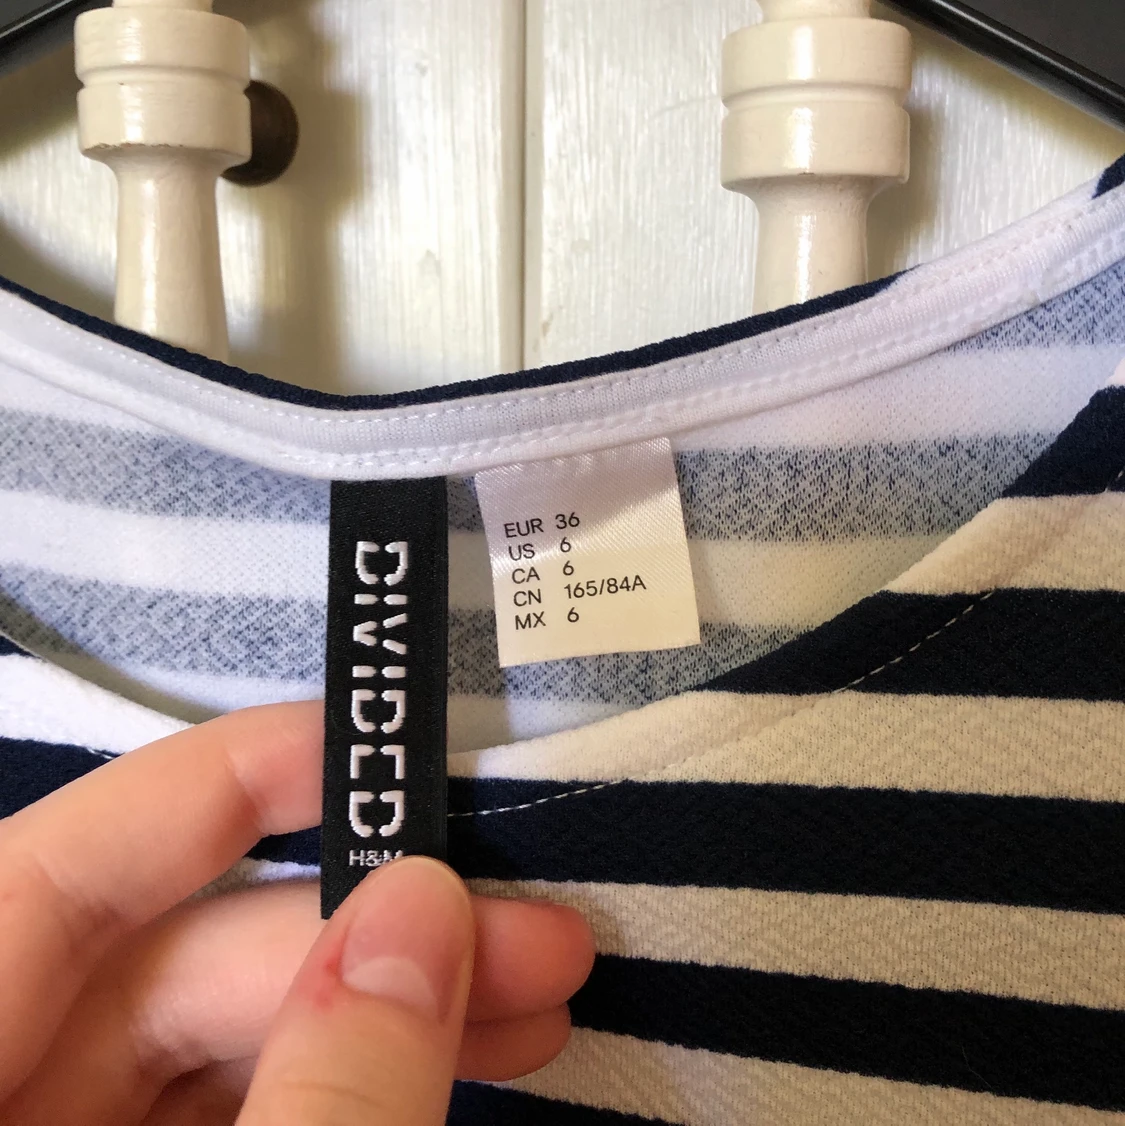 DIVIDED
H&M
EUR 36
US 6
CA 6
CN 165/84A
MX 6